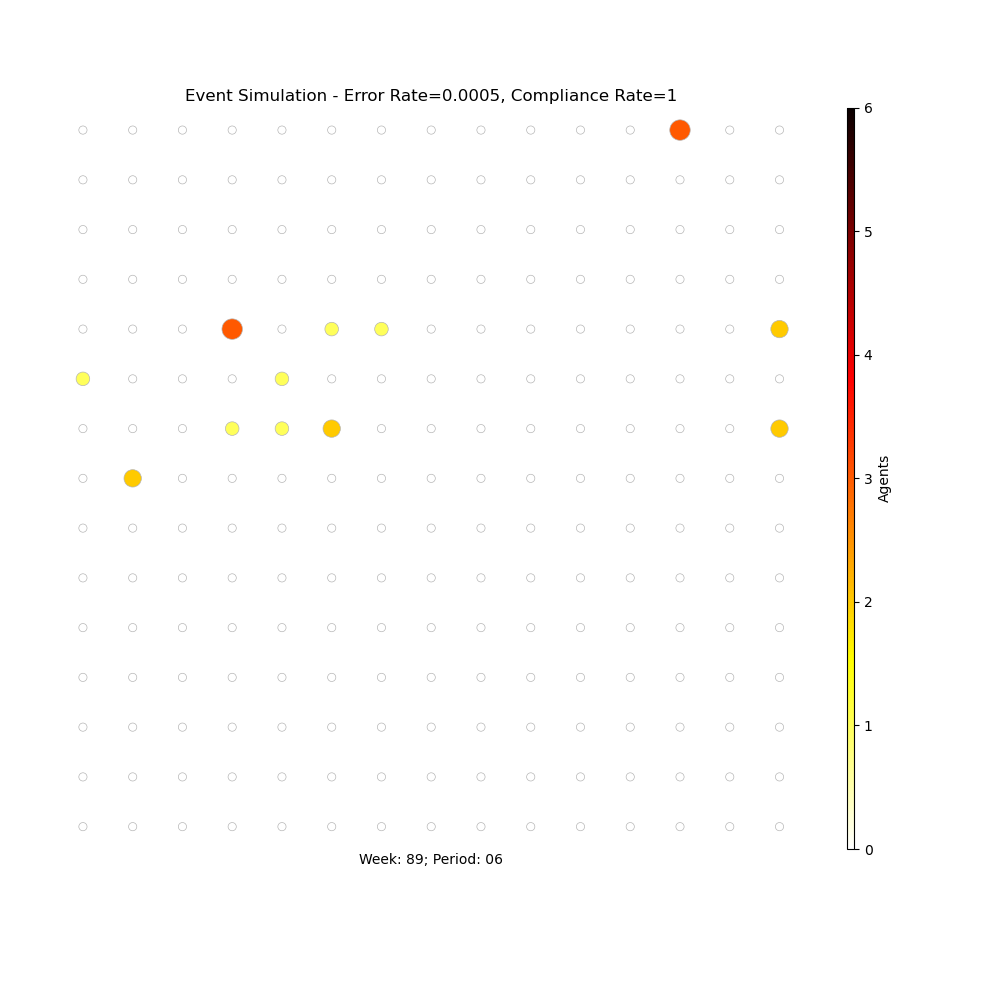 Event Simulation - Error Rate=0.0005, Compliance Rate=1
6
5
4
3
2
1
0
Agents
Week: 89; Period: 06